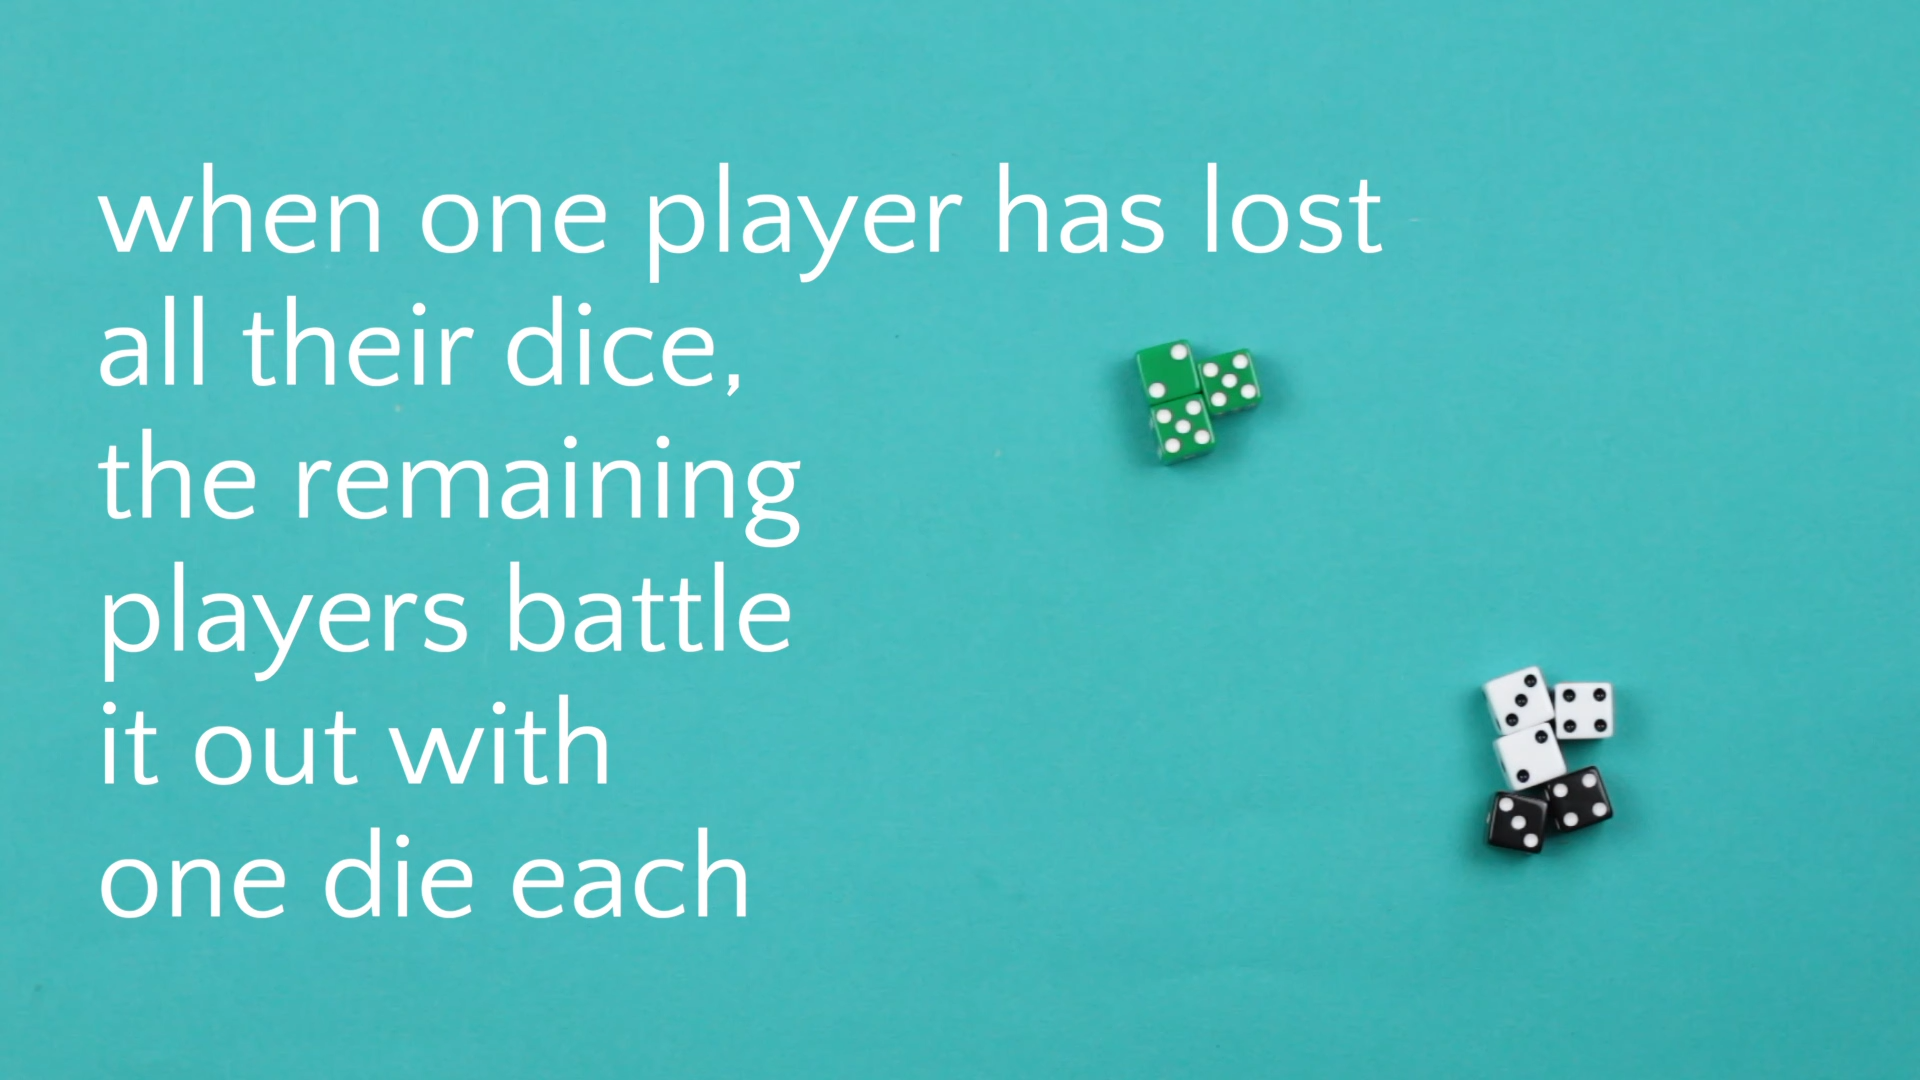 when one player has lost
all their dice,
the remaining
players battle
it out with
one die each